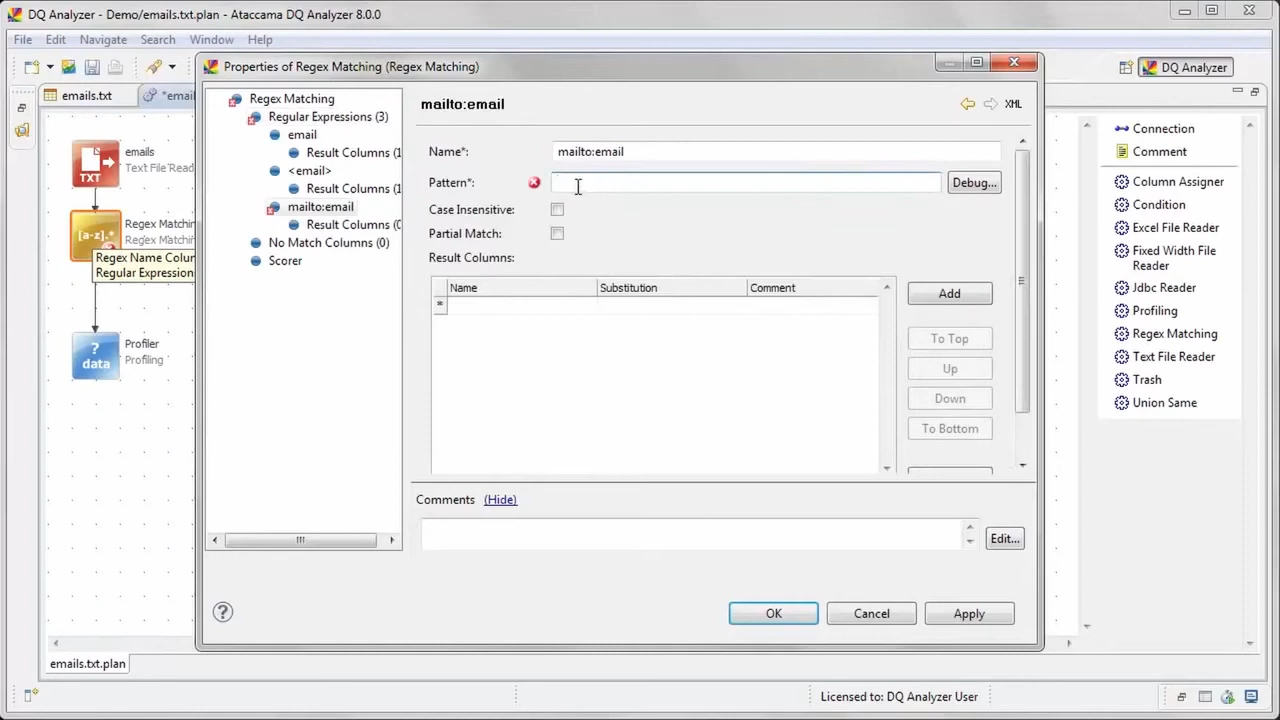 DQ Analyzer - Demo/emails.txt.plan - Ataccama DQ Analyzer 8.0.0
File Edit Navigate Search Window Help
DQ Analyzer
emails.txt
*email
Properties of Regex Matching (Regex Matching)
emails
Text File Read
TXT
Regex Matchin
Regex Matchin
[a-z].*
Regex Name Colur
Regular Expression
Profiler
Profiling
?
data
Regex Matching
Regular Expressions (3)
email
Result Columns (1
<email>
Result Columns (1
mailto:email
Result Columns (0
No Match Columns (0)
Scorer
mailto:email
XML
Name*: mailto:email
Pattern*: Debug...
Case Insensitive:
Partial Match:
Result Columns:
Name Substitution Comment
*
Add
To Top
Up
Down
To Bottom
Comments (Hide)
Edit...
?
OK Cancel Apply
Connection
Comment
Column Assigner
Condition
Excel File Reader
Fixed Width File
Reader
Jdbc Reader
Profiling
Regex Matching
Text File Reader
Trash
Union Same
emails.txt.plan
Licensed to: DQ Analyzer User